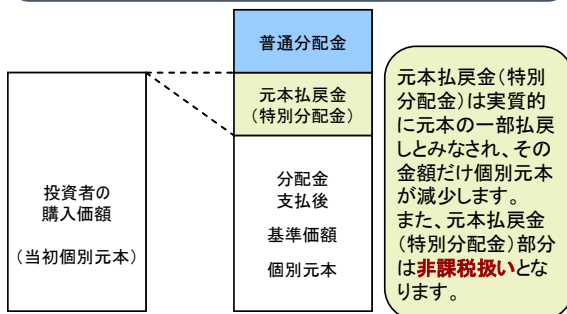 普通分配金
元本払戻金
(特別分配金)
投資者の
購入価額
(当初個別元本)
分配金
支払後
基準価額
個別元本
元本払戻金(特別
分配金)は実質的
に元本の一部払戻
しとみなされ、その
金額だけ個別元本
が減少します。
また、元本払戻金
(特別分配金)部分
は非課税扱いとな
ります。